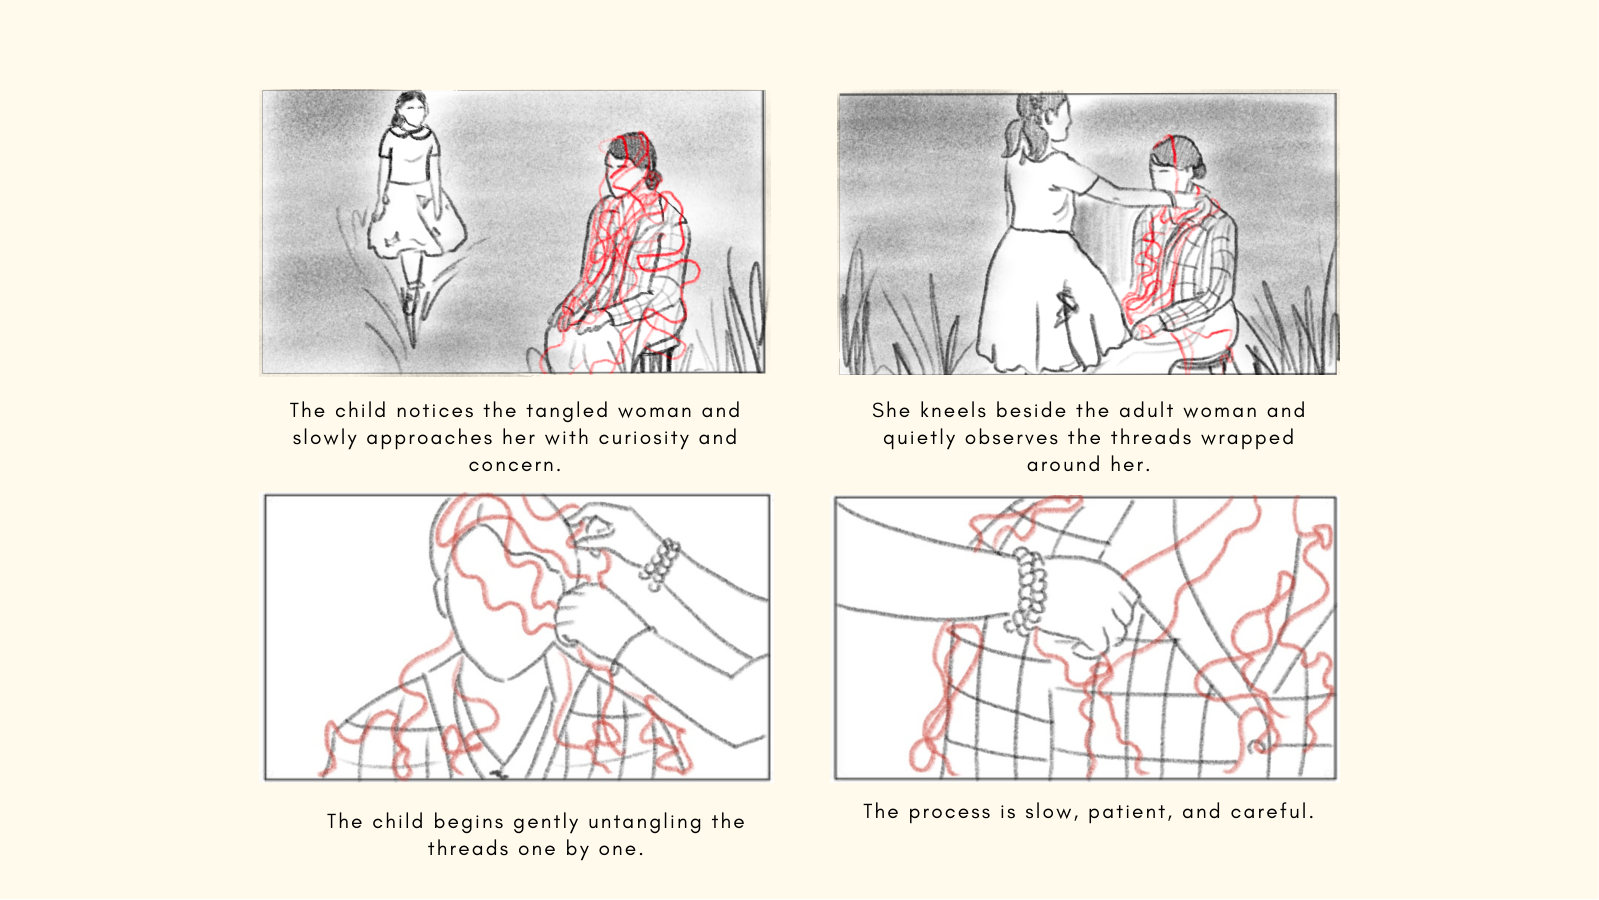 The child notices the tangled woman and
slowly approaches her with curiosity and
concern.
She kneels beside the adult woman and
quietly observes the threads wrapped
around her.
The child begins gently untangling the
threads one by one.
The process is slow, patient, and careful.